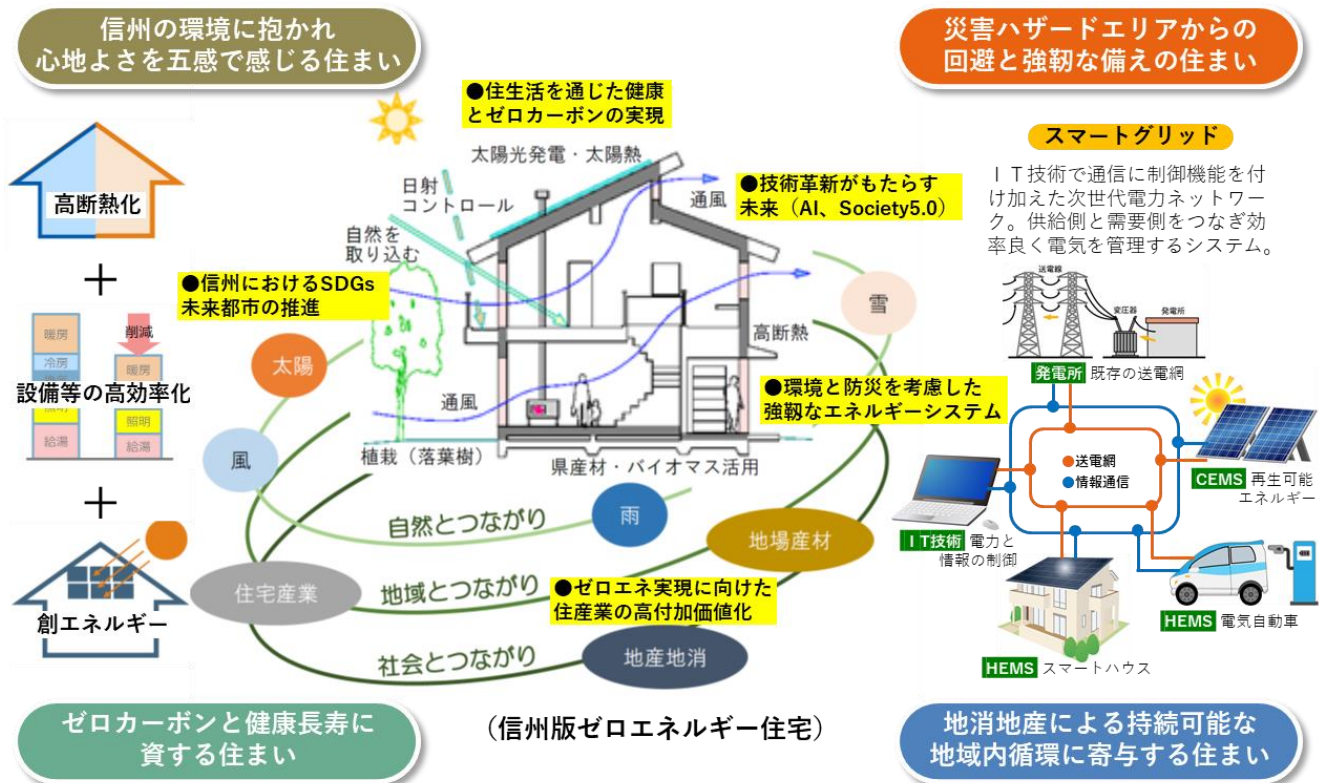 信州の環境に抱かれ
心地よさを五感で感じる住まい
災害ハザードエリアからの
回避と強靭な備えの住まい
●住生活を通じた健康
とゼロカーボンの実現
太陽光発電・太陽熱
日射
コントロール
通風
●技術革新がもたらす
未来（AI、Society5.0）
自然を
取り込む
●信州におけるSDGs
未来都市の推進
高断熱化
＋
暖房
冷房
削減
暖房
設備等の高効率化
照明
給湯
給湯
＋
創エネルギー
太陽
風
雪
雨
高断熱
通風
●環境と防災を考慮した
強靱なエネルギーシステム
植栽（落葉樹）
県産材・バイオマス活用
自然とつながり
地場産材
住宅産業
地域とつながり
●ゼロエネ実現に向けた
住産業の高付加価値化
社会とつながり
地産地消
スマートグリッド
ＩＴ技術で通信に制御機能を付
け加えた次世代電力ネットワー
ク。供給側と需要側をつなぎ効
率良く電気を管理するシステム。
送電線
変圧器
発電所
発電所 既存の送電網
●送電網
●情報通信
CEMS 再生可能
エネルギー
ＩＴ技術 電力と
情報の制御
HEMS 電気自動車
HEMS スマートハウス
ゼロカーボンと健康長寿に
資する住まい
（信州版ゼロエネルギー住宅）
地消地産による持続可能な
地域内循環に寄与する住まい